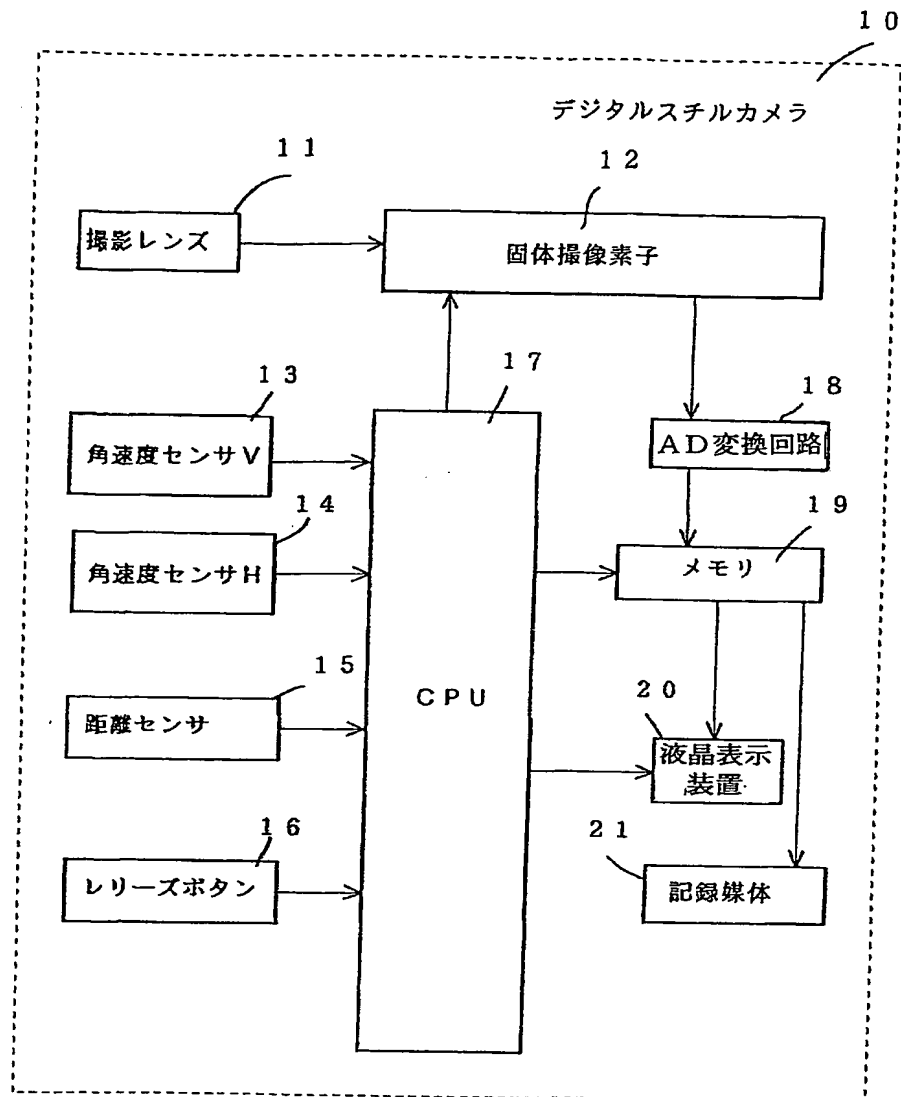 １０
デジタルスチルカメラ
１１
１２
撮影レンズ
固体撮像素子
１３
１７
１８
角速度センサＶ
ＡＤ変換回路
１４
１９
角速度センサＨ
メモリ
１５
ＣＰＵ
２０
距離センサ
液晶表示
装置
１６
２１
レリーズボタン
記録媒体